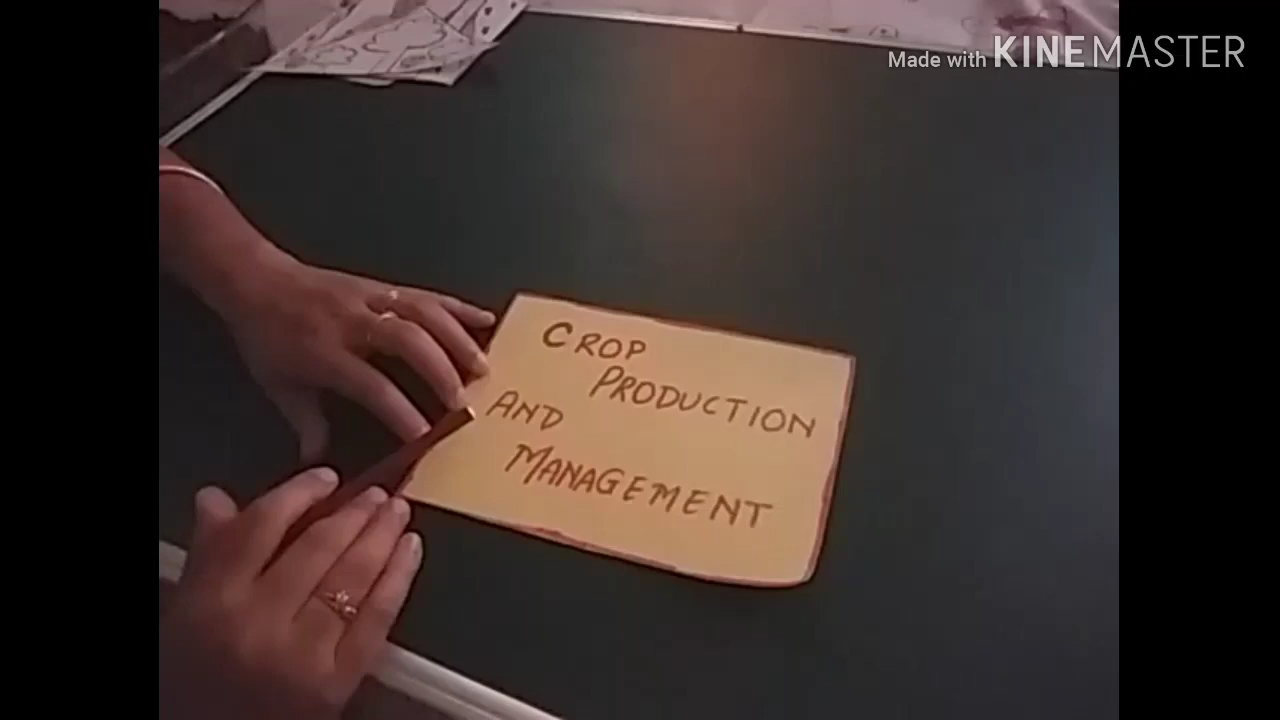 Made with KINEMASTER
CROP
PRODUCTION
AND
MANAGEMENT